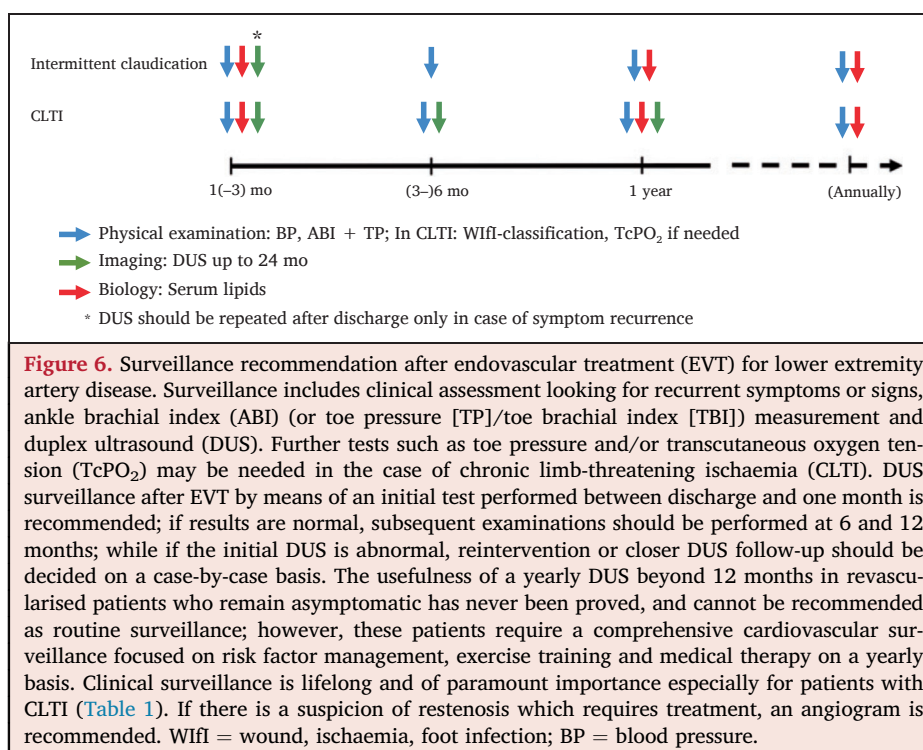 *
Intermittent claudication
CLTI
1(–3) mo
(3–)6 mo
1 year
(Annually)
Physical examination: BP, ABI + TP; In CLTI: WIfI-classification, TcPO₂ if needed
Imaging: DUS up to 24 mo
Biology: Serum lipids
* DUS should be repeated after discharge only in case of symptom recurrence
Figure 6. Surveillance recommendation after endovascular treatment (EVT) for lower extremity
artery disease. Surveillance includes clinical assessment looking for recurrent symptoms or signs,
ankle brachial index (ABI) (or toe pressure [TP]/toe brachial index [TBI]) measurement and
duplex ultrasound (DUS). Further tests such as toe pressure and/or transcutaneous oxygen ten-
sion (TcPO₂) may be needed in the case of chronic limb-threatening ischaemia (CLTI). DUS
surveillance after EVT by means of an initial test performed between discharge and one month is
recommended; if results are normal, subsequent examinations should be performed at 6 and 12
months; while if the initial DUS is abnormal, reintervention or closer DUS follow-up should be
decided on a case-by-case basis. The usefulness of a yearly DUS beyond 12 months in revascu-
larised patients who remain asymptomatic has never been proved, and cannot be recommended
as routine surveillance; however, these patients require a comprehensive cardiovascular sur-
veillance focused on risk factor management, exercise training and medical therapy on a yearly
basis. Clinical surveillance is lifelong and of paramount importance especially for patients with
CLTI (Table 1). If there is a suspicion of restenosis which requires treatment, an angiogram is
recommended. WIfI = wound, ischaemia, foot infection; BP = blood pressure.